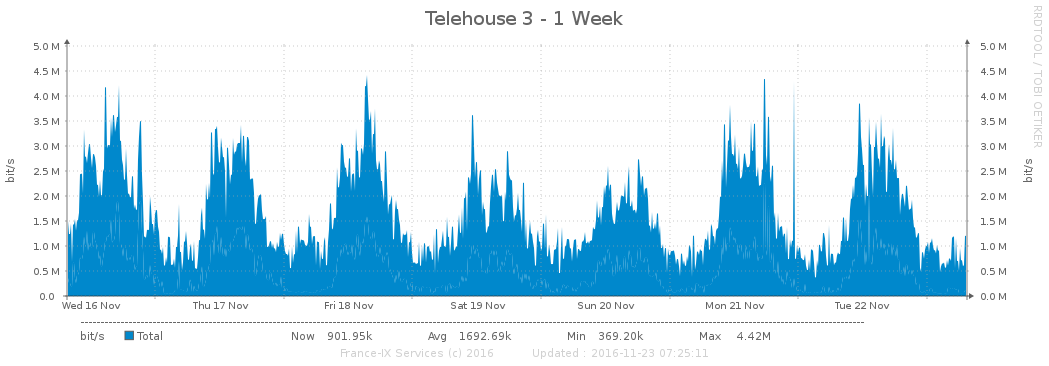 Telehouse 3 - 1 Week
RRDTOOL / TOBI OETIKER
5.0 M 5.0 M
4.5 M 4.5 M
4.0 M 4.0 M
3.5 M 3.5 M
3.0 M 3.0 M
2.5 M 2.5 M
2.0 M 2.0 M
1.5 M 1.5 M
1.0 M 1.0 M
0.5 M 0.5 M
0.0 0.0 M
bit/s bit/s
Wed 16 Nov Thu 17 Nov Fri 18 Nov Sat 19 Nov Sun 20 Nov Mon 21 Nov Tue 22 Nov
bit/s Total Now 901.95k Avg 1692.69k Min 369.20k Max 4.42M
France-IX Services (c) 2016 Updated : 2016-11-23 07:25:11